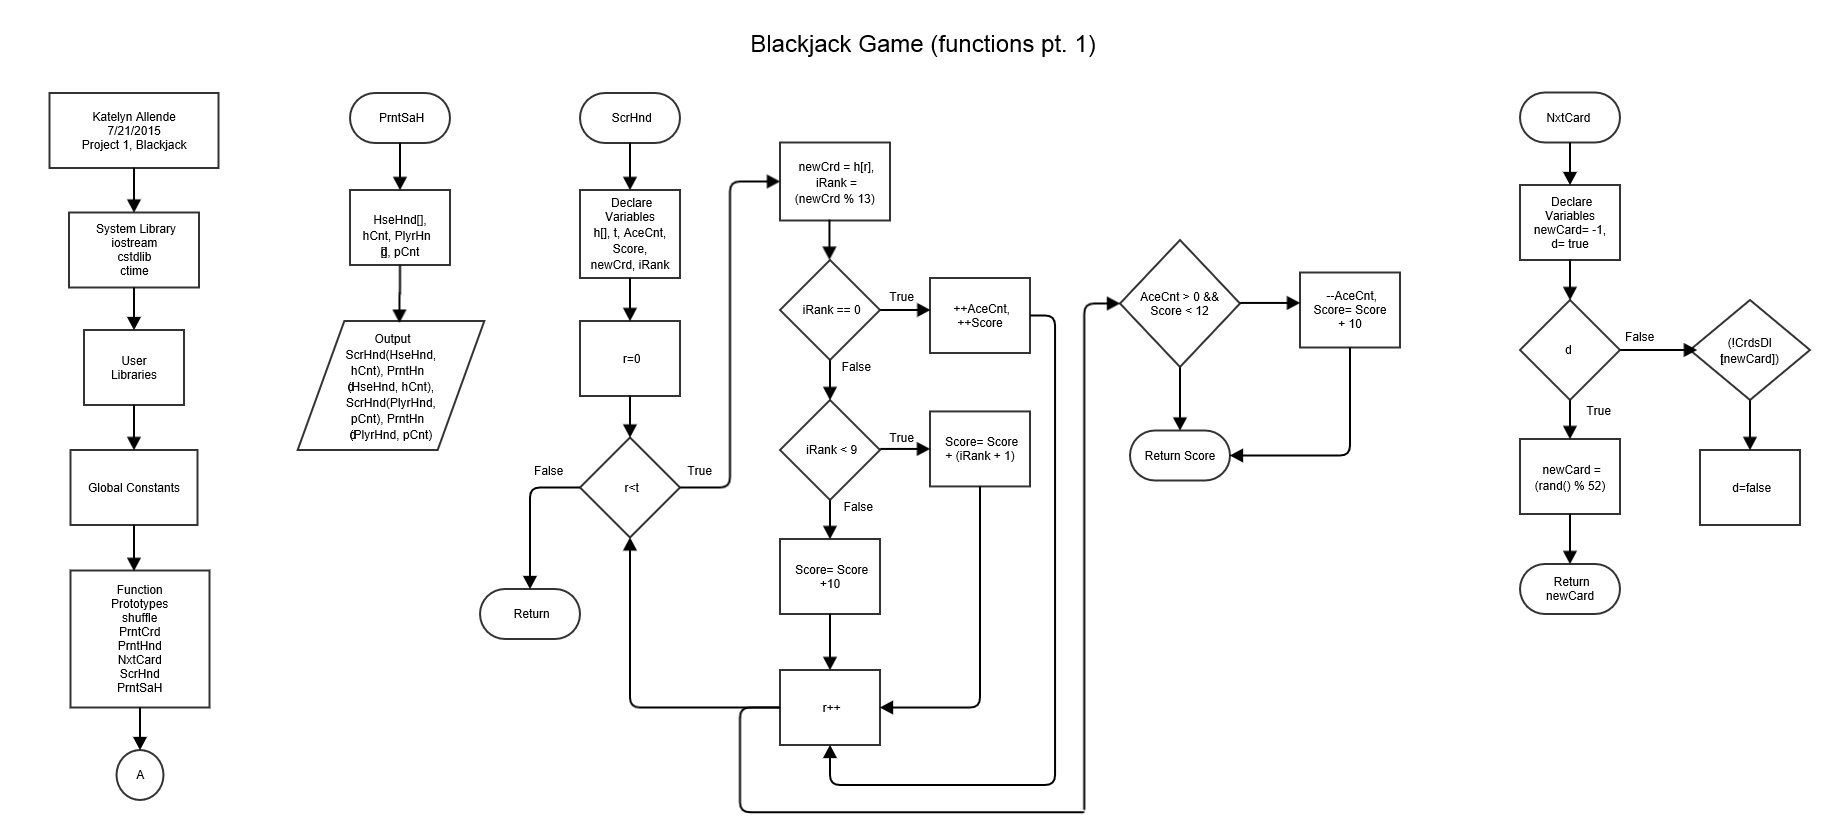 Blackjack Game (functions pt. 1)
Katelyn Allende
7/21/2015
Project 1, Blackjack
System Library
iostream
cstdlib
ctime
User
Libraries
Global Constants
Function
Prototypes
shuffle
PrntCrd
PrntHnd
NxtCard
ScrHnd
PrntSaH
A
PrntSaH
HseHnd[],
hCnt, PlyrHn
d[], pCnt
Output
ScrHnd(HseHnd,
hCnt), PrntHn
d(HseHnd, hCnt),
ScrHnd(PlyrHnd,
pCnt), PrntHn
d(PlyrHnd, pCnt)
ScrHnd
Declare
Variables
h[], t, AceCnt,
Score,
newCrd, iRank
r=0
r<t
False
True
Return
newCrd = h[r],
iRank =
(newCrd % 13)
iRank == 0
True
++AceCnt,
++Score
False
iRank < 9
True
Score= Score
+ (iRank + 1)
False
Score= Score
+10
r++
AceCnt > 0 &&
Score < 12
--AceCnt,
Score= Score
+ 10
Return Score
NxtCard
Declare
Variables
newCard= -1,
d= true
d
False
(!CrdsDl
t[newCard])
True
newCard =
(rand() % 52)
d=false
Return
newCard